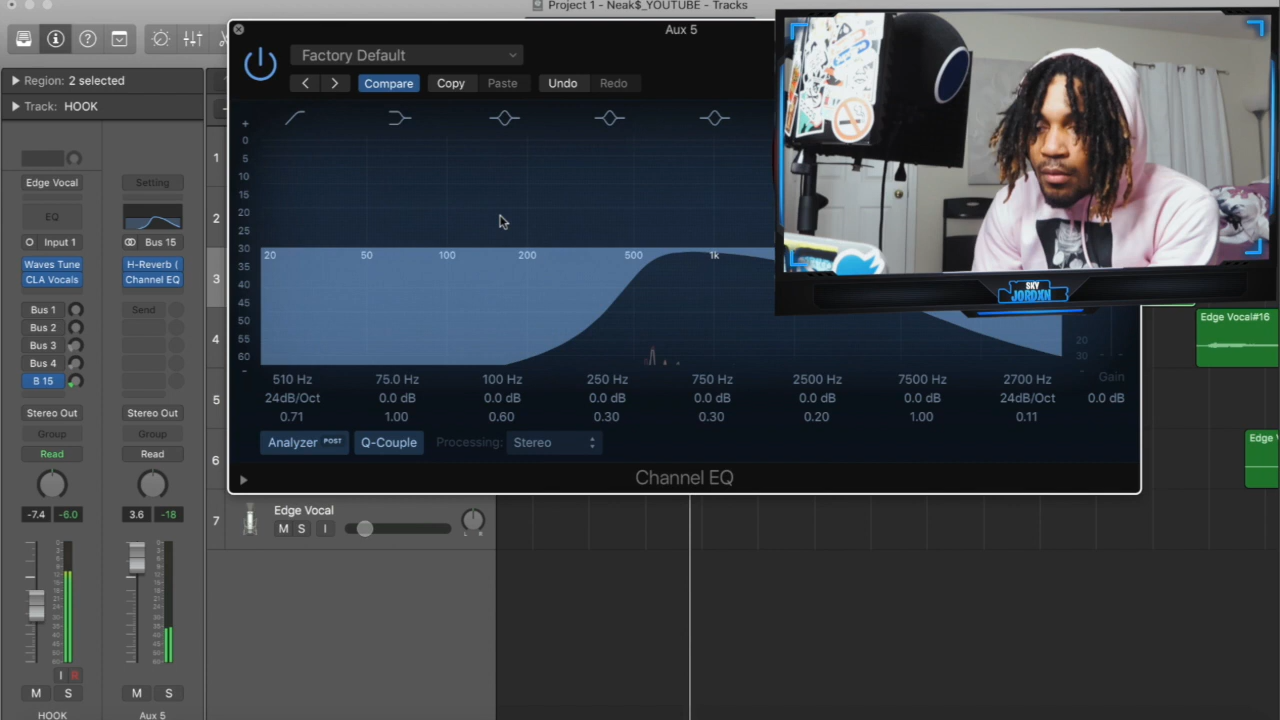 Project 1 - Neak$_YOUTUBE - Tracks
Aux 5
Region: 2 selected
Track: HOOK
Factory Default
Compare Copy Paste Undo Redo
Edge Vocal
Setting
EQ
Input 1
Bus 15
Waves Tune
H-Reverb (
CLA Vocals
Channel EQ
Bus 1
Send
Bus 2
Bus 3
Bus 4
B 15
Stereo Out
Stereo Out
Group
Group
Read
Read
-7.4 -6.0
3.6 -18
I R
M S
M S
HOOK
Aux 5
1
2
3
4
5
6
7
+
0
5
10
15
20
25
30
35
40
45
50
55
60
-
20 50 100 200 500 1k
20
30
510 Hz 75.0 Hz 100 Hz 250 Hz 750 Hz 2500 Hz 7500 Hz 2700 Hz
24dB/Oct 0.0 dB 0.0 dB 0.0 dB 0.0 dB 0.0 dB 0.0 dB 24dB/Oct
0.71 1.00 0.60 0.30 0.30 0.20 1.00 0.11
Gain
0.0 dB
Analyzer POST Q-Couple Processing: Stereo
Channel EQ
Edge Vocal
M S I
L R
SKY
JORDXN
Edge Vocal#16
Edge V